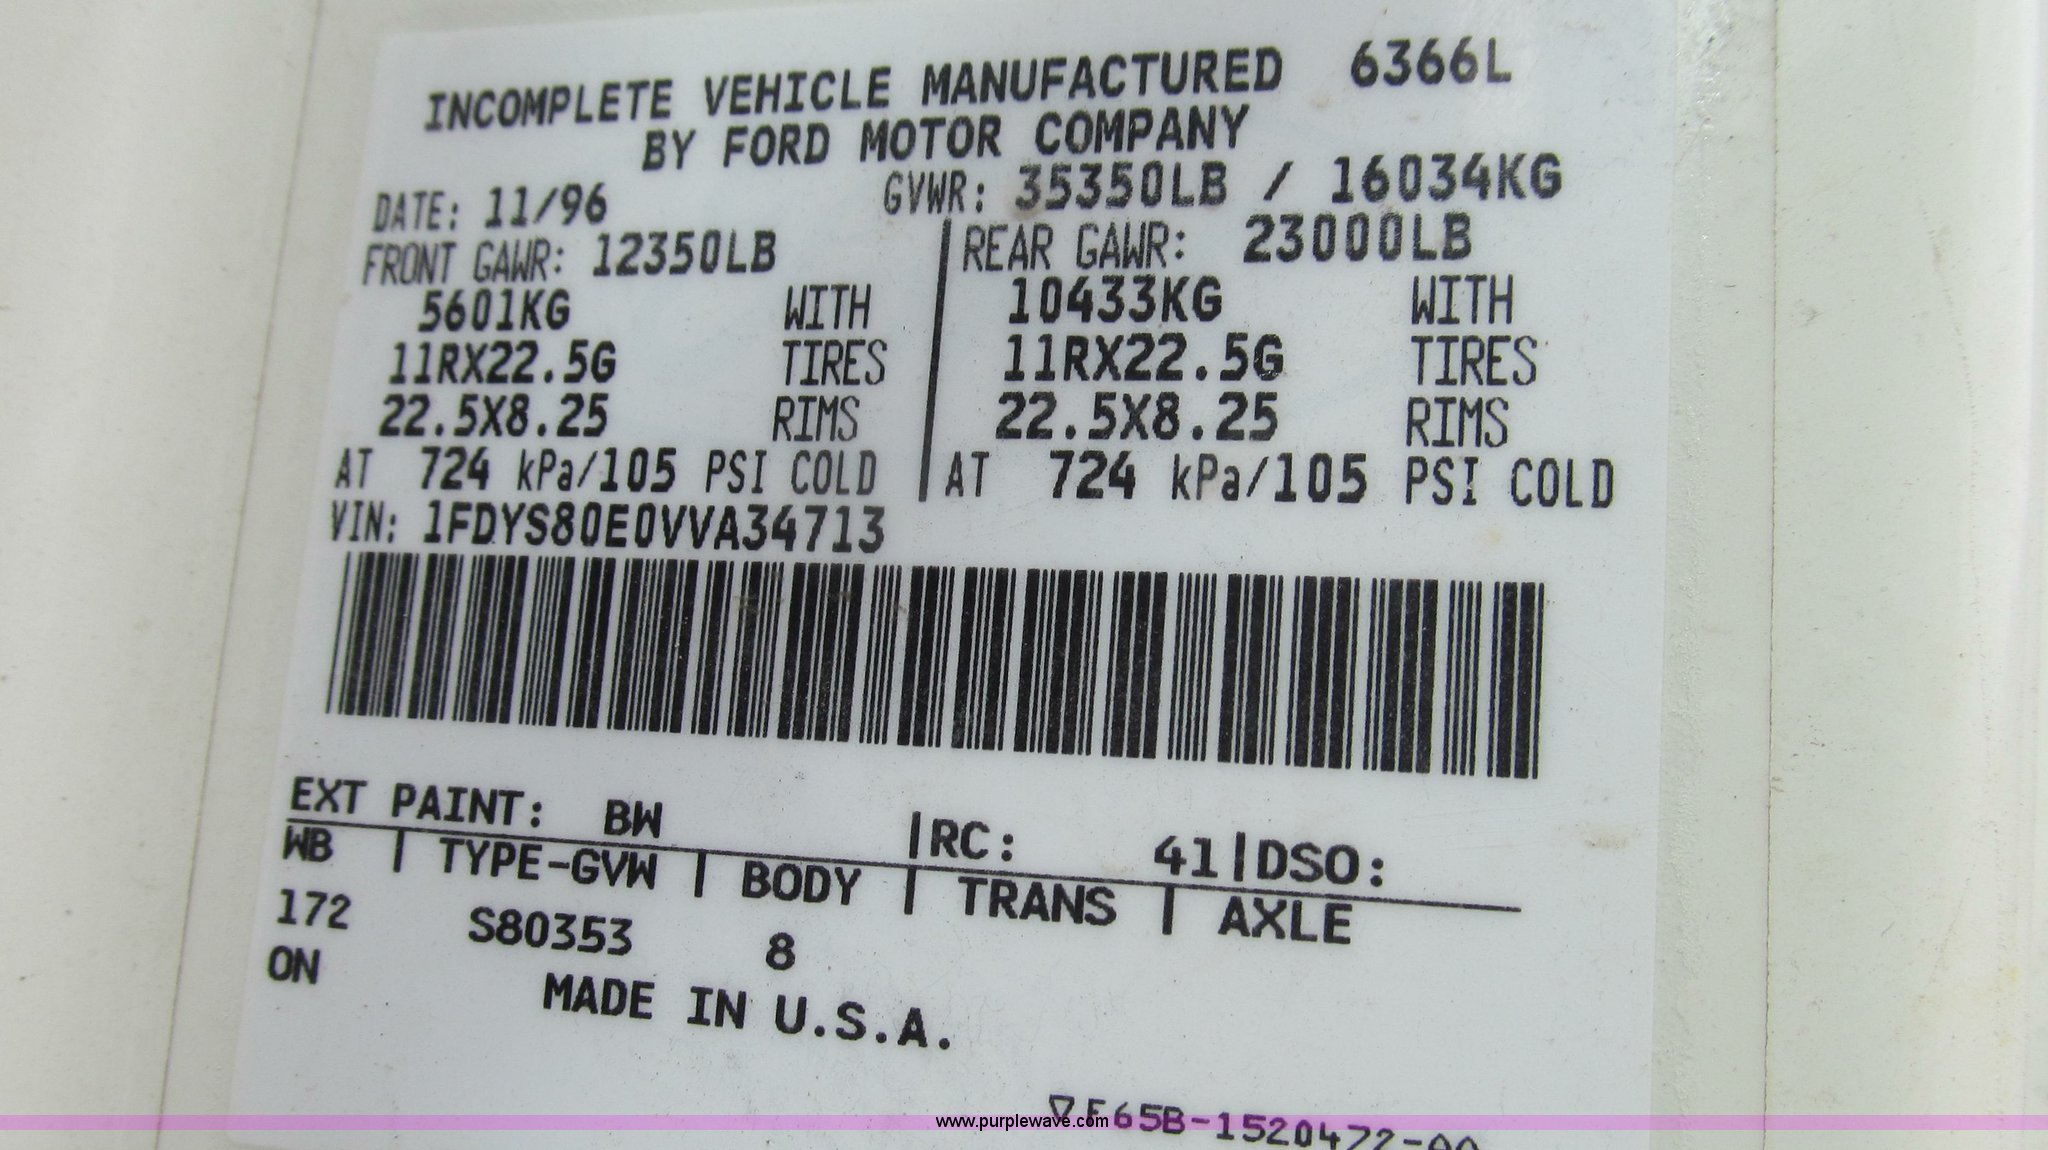 INCOMPLETE VEHICLE MANUFACTURED 6366L
BY FORD MOTOR COMPANY
DATE: 11/96 GVWR: 35350LB / 16034KG
FRONT GAWR: 12350LB REAR GAWR: 23000LB
5601KG WITH 10433KG WITH
11RX22.5G TIRES 11RX22.5G TIRES
22.5X8.25 RIMS 22.5X8.25 RIMS
AT 724 kPa/105 PSI COLD AT 724 kPa/105 PSI COLD
VIN: 1FDYS80E0VVA34713
EXT PAINT: BW |RC: 41|DSO:
WB | TYPE-GVW | BODY | TRANS | AXLE
172 S80353 8
ON
MADE IN U.S.A.
www.purplewave.com